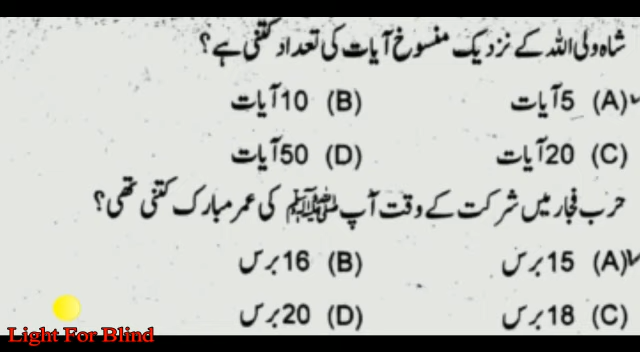 شاہ ولی اللہ کے نزدیک منسوخ آیات کی تعداد کتنی ہے؟
(A) 5 آیات (B) 10 آیات
(C) 20 آیات (D) 50 آیات
حرب فجار میں شرکت کے وقت آپ ﷺ کی عمر مبارک کتنی تھی؟
(A) 15 برس (B) 16 برس
(C) 18 برس (D) 20 برس
Light For Blind